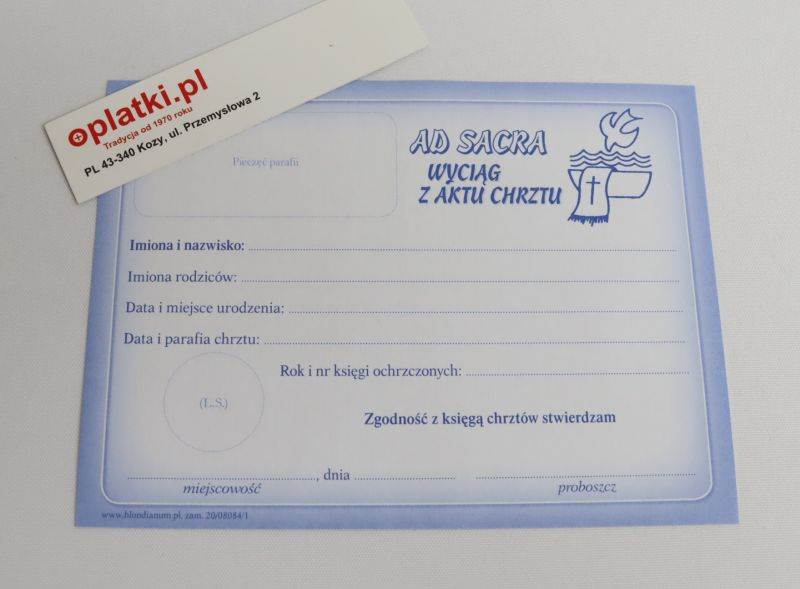 oplatki.pl
Tradycja od 1970 roku
PL 43-340 Kozy, ul. Przemysłowa 2
Pieczęć parafii
AD SACRA
WYCIĄG
Z AKTU CHRZTU
Imiona i nazwisko:
Imiona rodziców:
Data i miejsce urodzenia:
Data i parafia chrztu:
Rok i nr księgi ochrzczonych:
(L.S.)
Zgodność z księgą chrztów stwierdzam
, dnia
miejscowość
proboszcz
www.blondianum.pl, zam. 20/08084/1